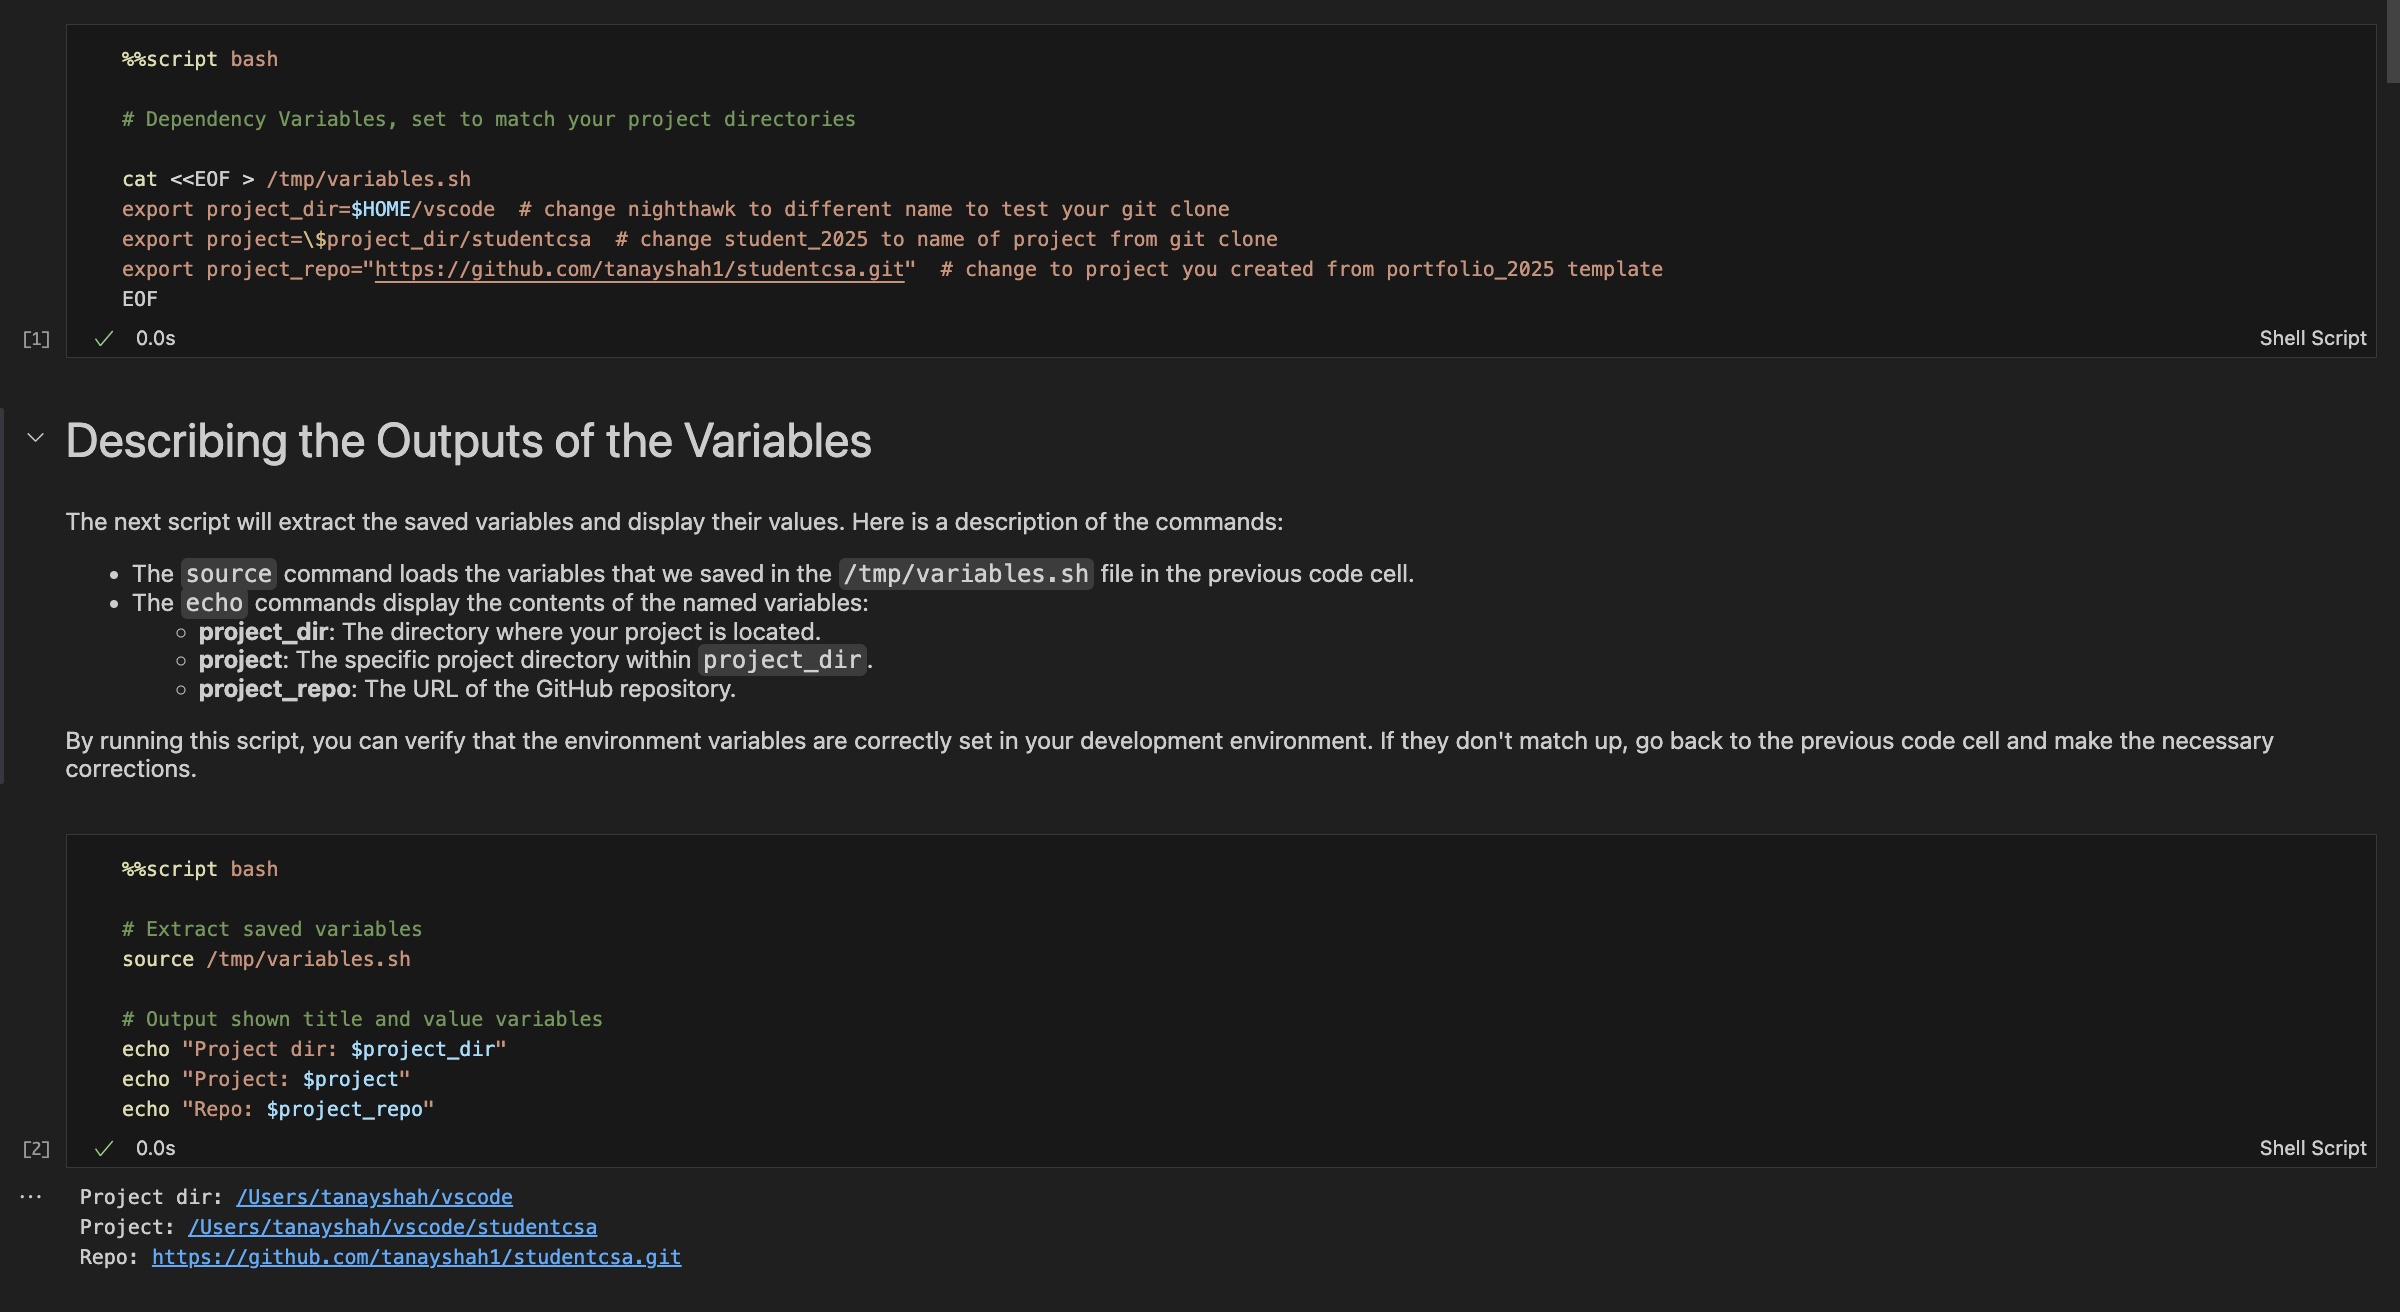 %%script bash
# Dependency Variables, set to match your project directories
cat <<EOF > /tmp/variables.sh
export project_dir=$HOME/vscode  # change nighthawk to different name to test your git clone
export project=\$project_dir/studentcsa  # change student_2025 to name of project from git clone
export project_repo="https://github.com/tanayshah1/studentcsa.git"  # change to project you created from portfolio_2025 template
EOF
[1] ✓ 0.0s Shell Script
Describing the Outputs of the Variables
The next script will extract the saved variables and display their values. Here is a description of the commands:
• The source command loads the variables that we saved in the /tmp/variables.sh file in the previous code cell.
• The echo commands display the contents of the named variables:
◦ project_dir: The directory where your project is located.
◦ project: The specific project directory within project_dir.
◦ project_repo: The URL of the GitHub repository.
By running this script, you can verify that the environment variables are correctly set in your development environment. If they don't match up, go back to the previous code cell and make the necessary
corrections.
%%script bash
# Extract saved variables
source /tmp/variables.sh
# Output shown title and value variables
echo "Project dir: $project_dir"
echo "Project: $project"
echo "Repo: $project_repo"
[2] ✓ 0.0s Shell Script
··· Project dir: /Users/tanayshah/vscode
Project: /Users/tanayshah/vscode/studentcsa
Repo: https://github.com/tanayshah1/studentcsa.git